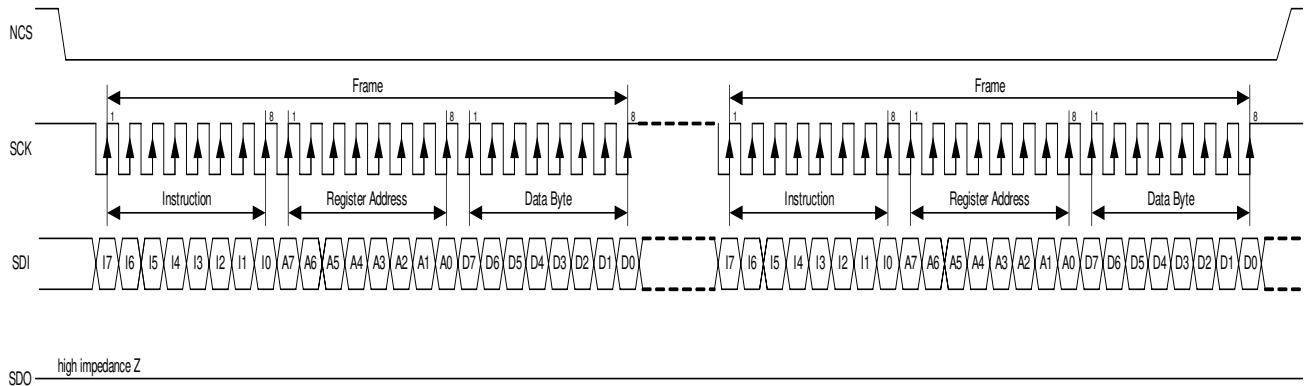 NCS
Frame Frame
1 8 1 8 1 8 1 8 1 8 1 8
SCK
Instruction Register Address Data Byte Instruction Register Address Data Byte
SDI I7 I6 I5 I4 I3 I2 I1 I0 A7 A6 A5 A4 A3 A2 A1 A0 D7 D6 D5 D4 D3 D2 D1 D0 I7 I6 I5 I4 I3 I2 I1 I0 A7 A6 A5 A4 A3 A2 A1 A0 D7 D6 D5 D4 D3 D2 D1 D0
high impedance Z
SDO